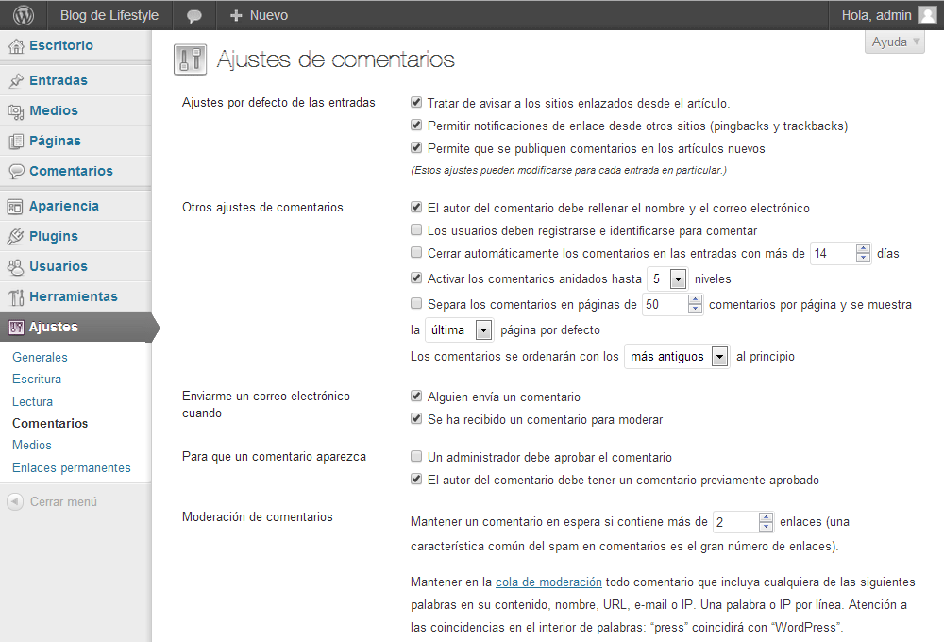 Blog de Lifestyle
Nuevo
Hola, admin
Ayuda
Escritorio
Entradas
Medios
Páginas
Comentarios
Apariencia
Plugins
Usuarios
Herramientas
Ajustes
Generales
Escritura
Lectura
Comentarios
Medios
Enlaces permanentes
Cerrar menú
Ajustes de comentarios
Ajustes por defecto de las entradas
Tratar de avisar a los sitios enlazados desde el artículo.
Permitir notificaciones de enlace desde otros sitios (pingbacks y trackbacks)
Permite que se publiquen comentarios en los artículos nuevos
(Estos ajustes pueden modificarse para cada entrada en particular.)
Otros ajustes de comentarios
El autor del comentario debe rellenar el nombre y el correo electrónico
Los usuarios deben registrarse e identificarse para comentar
Cerrar automáticamente los comentarios en las entradas con más de 14 días
Activar los comentarios anidados hasta 5 niveles
Separa los comentarios en páginas de 50 comentarios por página y se muestra
la última página por defecto
Los comentarios se ordenarán con los más antiguos al principio
Enviarme un correo electrónico
cuando
Alguien envía un comentario
Se ha recibido un comentario para moderar
Para que un comentario aparezca
Un administrador debe aprobar el comentario
El autor del comentario debe tener un comentario previamente aprobado
Moderación de comentarios
Mantener un comentario en espera si contiene más de 2 enlaces (una
característica común del spam en comentarios es el gran número de enlaces).
Mantener en la cola de moderación todo comentario que incluya cualquiera de las siguientes
palabras en su contenido, nombre, URL, e-mail o IP. Una palabra o IP por línea. Atención a
las coincidencias en el interior de palabras: “press” coincidirá con “WordPress”.